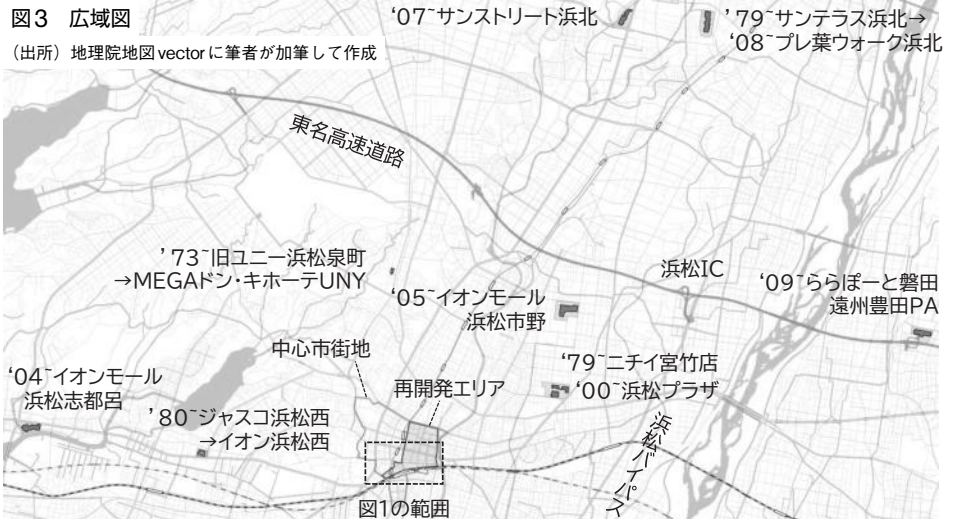 図3　広域図
（出所）地理院地図vectorに筆者が加筆して作成
‘07~サンストリート浜北
’79~サンテラス浜北→
‘08~プレ葉ウォーク浜北
東名高速道路
’73~旧ユニー浜松泉町
→MEGAドン・キホーテUNY
‘05~イオンモール
浜松市野
浜松IC
‘09~ららぽーと磐田
遠州豊田PA
中心市街地
再開発エリア
‘79~ニチイ宮竹店
‘00~浜松プラザ
‘04~イオンモール
浜松志都呂
’80~ジャスコ浜松西
→イオン浜松西
浜松バイパス
図1の範囲